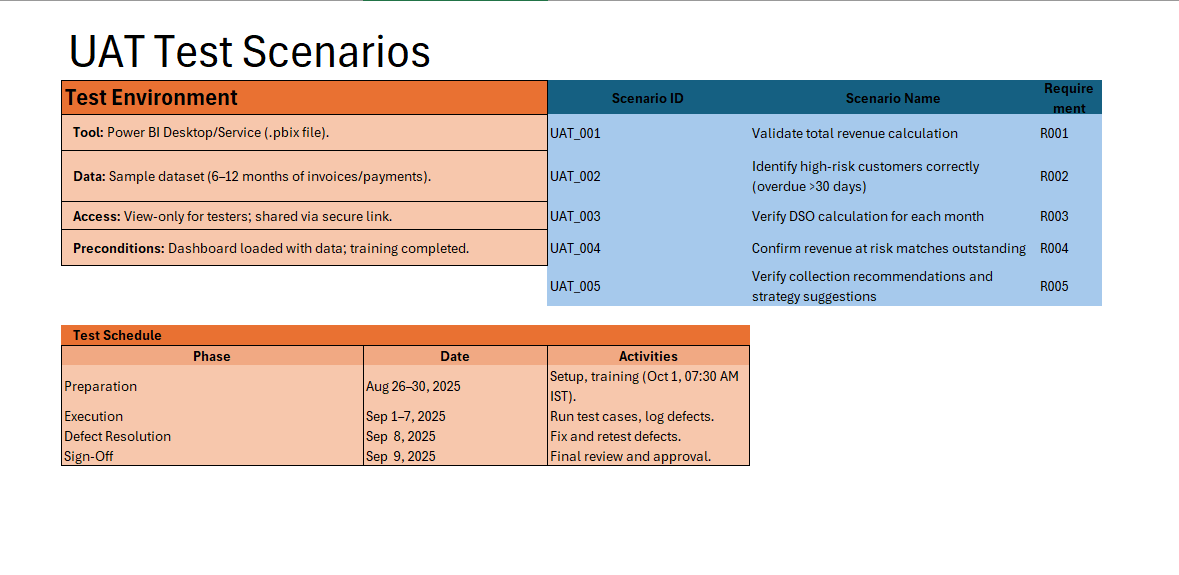 UAT Test Scenarios
Test Environment
Tool: Power BI Desktop/Service (.pbix file).
Data: Sample dataset (6–12 months of invoices/payments).
Access: View-only for testers; shared via secure link.
Preconditions: Dashboard loaded with data; training completed.
Scenario ID Scenario Name Require
ment
UAT_001 Validate total revenue calculation R001
UAT_002 Identify high-risk customers correctly
(overdue >30 days) R002
UAT_003 Verify DSO calculation for each month R003
UAT_004 Confirm revenue at risk matches outstanding R004
UAT_005 Verify collection recommendations and
strategy suggestions R005
Test Schedule
Phase Date Activities
Preparation Aug 26–30, 2025 Setup, training (Oct 1, 07:30 AM
IST).
Execution Sep 1–7, 2025 Run test cases, log defects.
Defect Resolution Sep 8, 2025 Fix and retest defects.
Sign-Off Sep 9, 2025 Final review and approval.